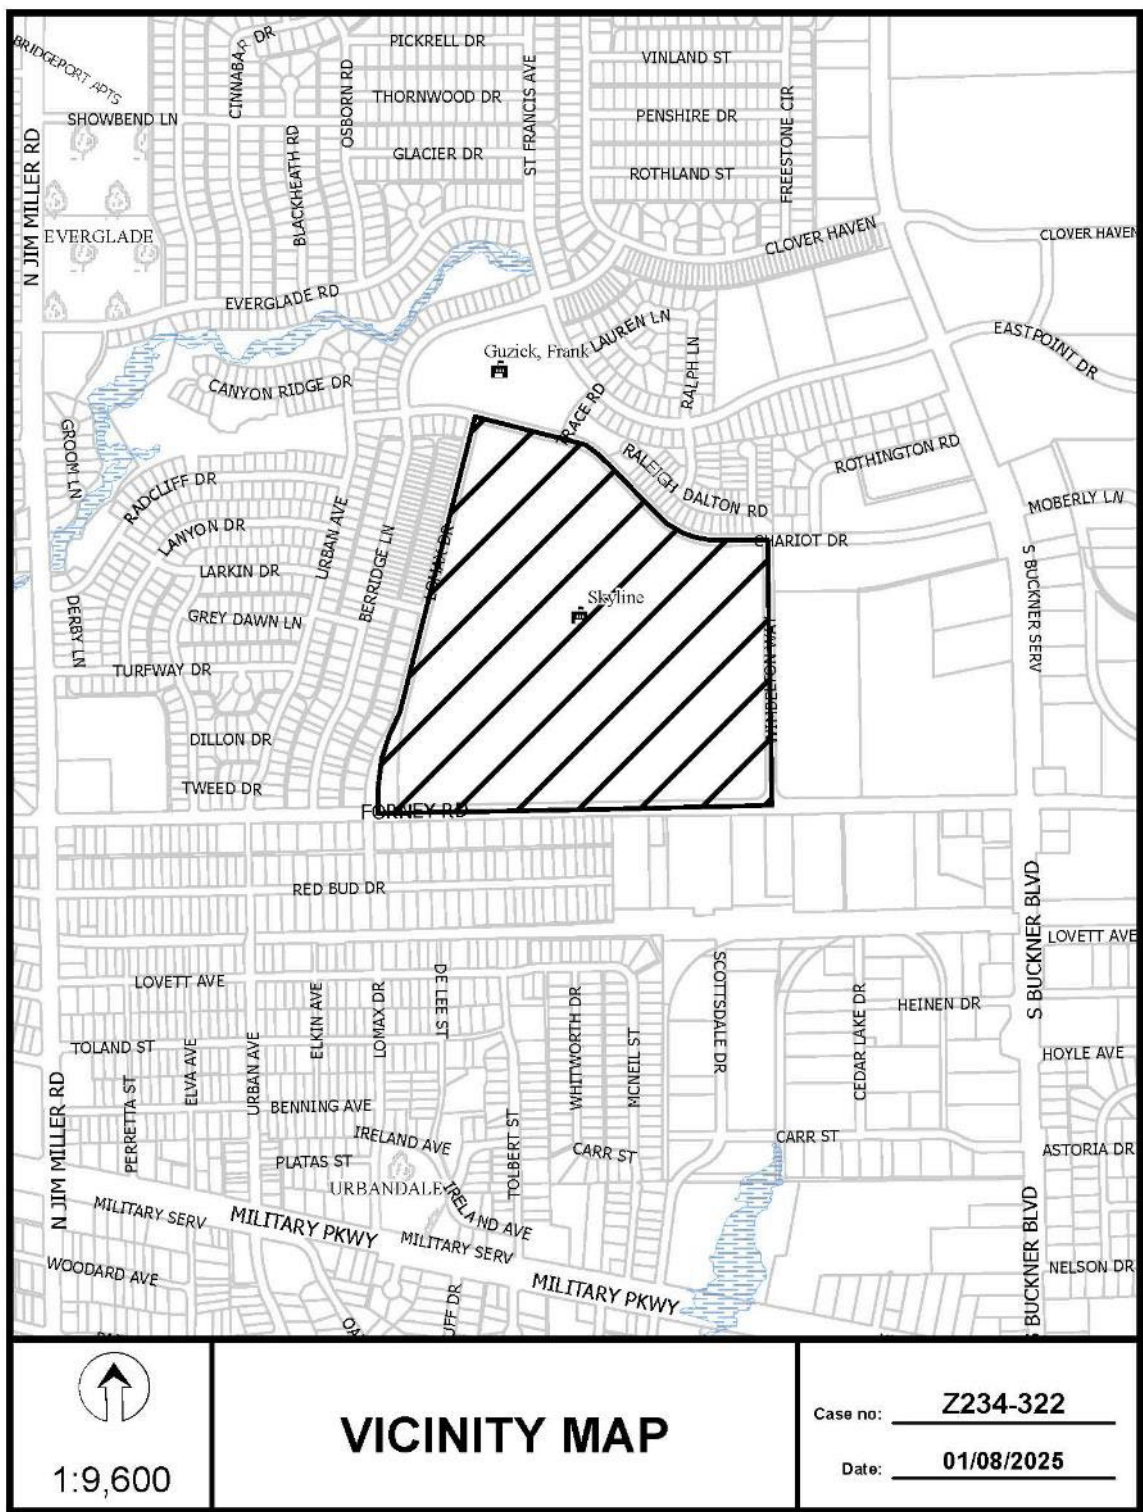 PICKRELL DR
VINLAND ST
CINNABAR DR
BRIDGEPORT APTS
OSBORN RD
ST FRANCIS AVE
THORNWOOD DR
FREESTONE CIR
SHOWBEND LN
PENSHIRE DR
N JIM MILLER RD
BLACKHEATH RD
GLACIER DR
ROTHLAND ST
EVERGLADE
CLOVER HAVEN
CLOVER HAVEN
EVERGLADE RD
LAUREN LN
EASTPOINT DR
Guzick, Frank
RALPH LN
CANYON RIDGE DR
TRACE RD
GROOM LN
ROTHINGTON RD
RALEIGH
DALTON RD
RADCLIFF DR
MOBERLY LN
LANYON DR
URBAN AVE
CHARIOT DR
BERRIDGE LN
LOMAX DR
LARKIN DR
S BUCKNER SERV
Skyline
DERBY LN
GREY DAWN LN
TURFWAY DR
WIMBELTON WAY
DILLON DR
TWEED DR
FORNEY RD
RED BUD DR
S BUCKNER BLVD
LOVETT AVE
LOVETT AVE
DE LEE ST
SCOTTSDALE DR
ELKIN AVE
LOMAX DR
WHITWORTH DR
MCNEIL ST
CEDAR LAKE DR
HEINEN DR
TOLAND ST
ELVA AVE
URBAN AVE
HOYLE AVE
N JIM MILLER RD
PERRETTA ST
BENNING AVE
IRELAND AVE
TOLBERT ST
CARR ST
CARR ST
ASTORIA DR
PLATAS ST
URBANDALE
IRELAND AVE
MILITARY SERV
MILITARY PKWY
MILITARY SERV
S BUCKNER BLVD
WOODARD AVE
MILITARY PKWY
NELSON DR
OA
UFF DR
1:9,600
VICINITY MAP
Case no: Z234-322
Date: 01/08/2025